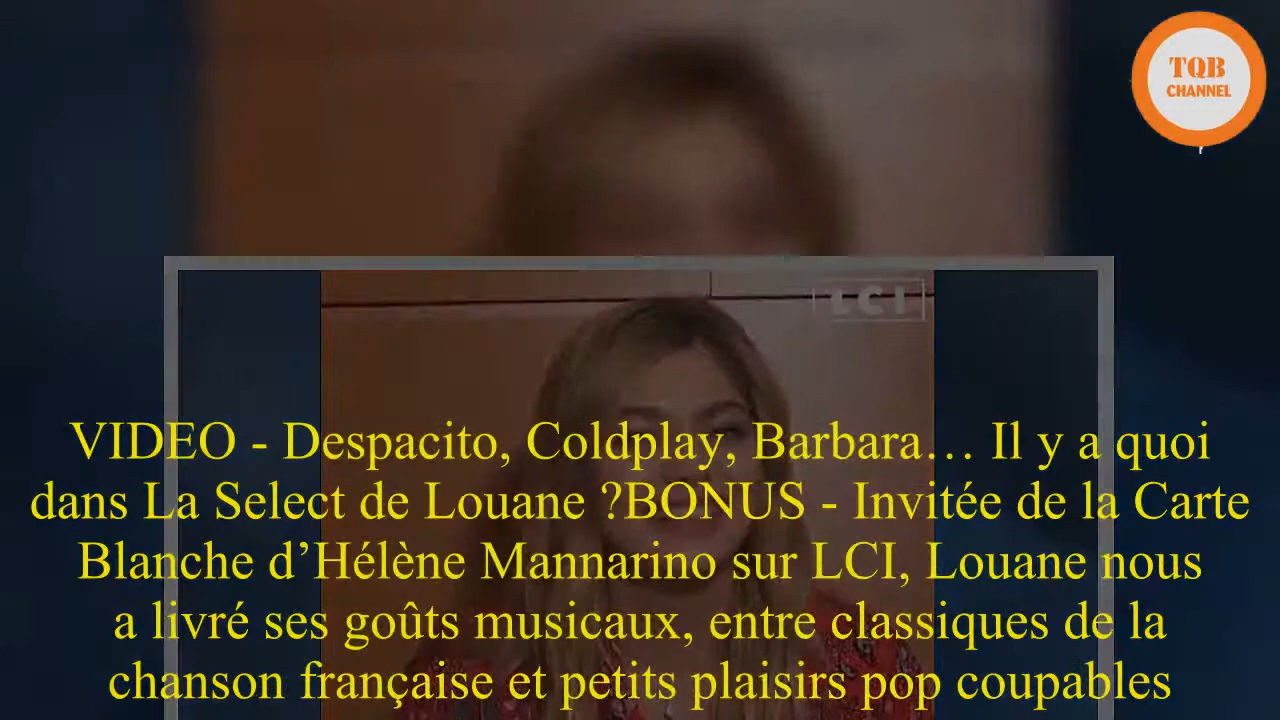 TQB
CHANNEL
LCI
VIDEO - Despacito, Coldplay, Barbara… Il y a quoi
dans La Select de Louane ?BONUS - Invitée de la Carte
Blanche d’Hélène Mannarino sur LCI, Louane nous
a livré ses goûts musicaux, entre classiques de la
chanson française et petits plaisirs pop coupables